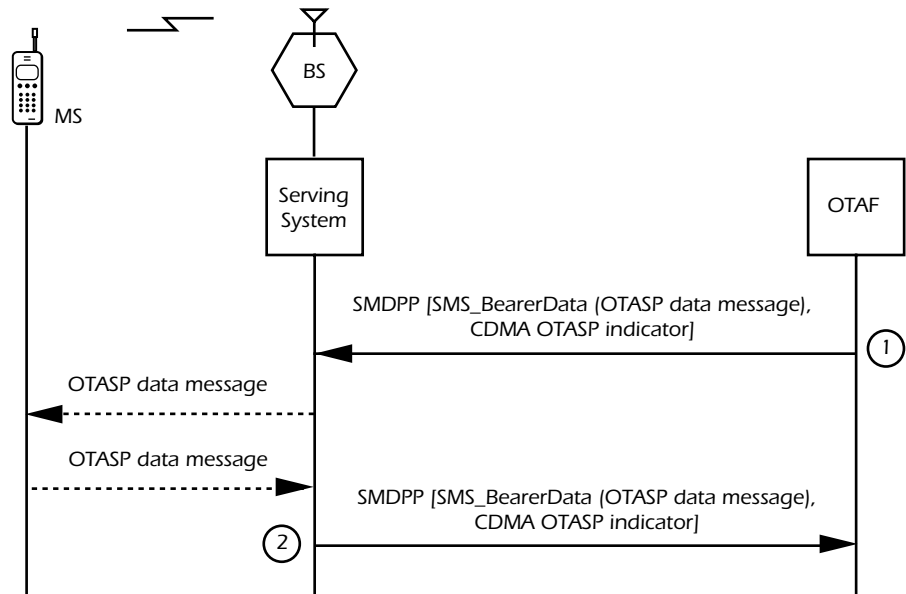 BS
MS
Serving
System
OTAF
SMDPP [SMS_BearerData (OTASP data message),
CDMA OTASP indicator]
1
OTASP data message
OTASP data message
SMDPP [SMS_BearerData (OTASP data message),
CDMA OTASP indicator]
2